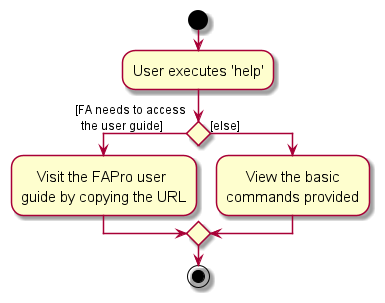 User executes 'help'
[FA needs to access
the user guide]
[else]
Visit the FAPro user
guide by copying the URL
View the basic
commands provided